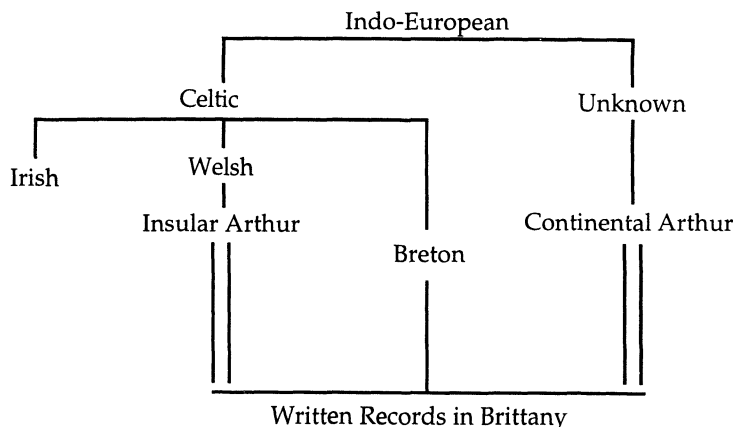 Indo-European
Celtic
Unknown
Irish
Welsh
Insular Arthur
Continental Arthur
Breton
Written Records in Brittany